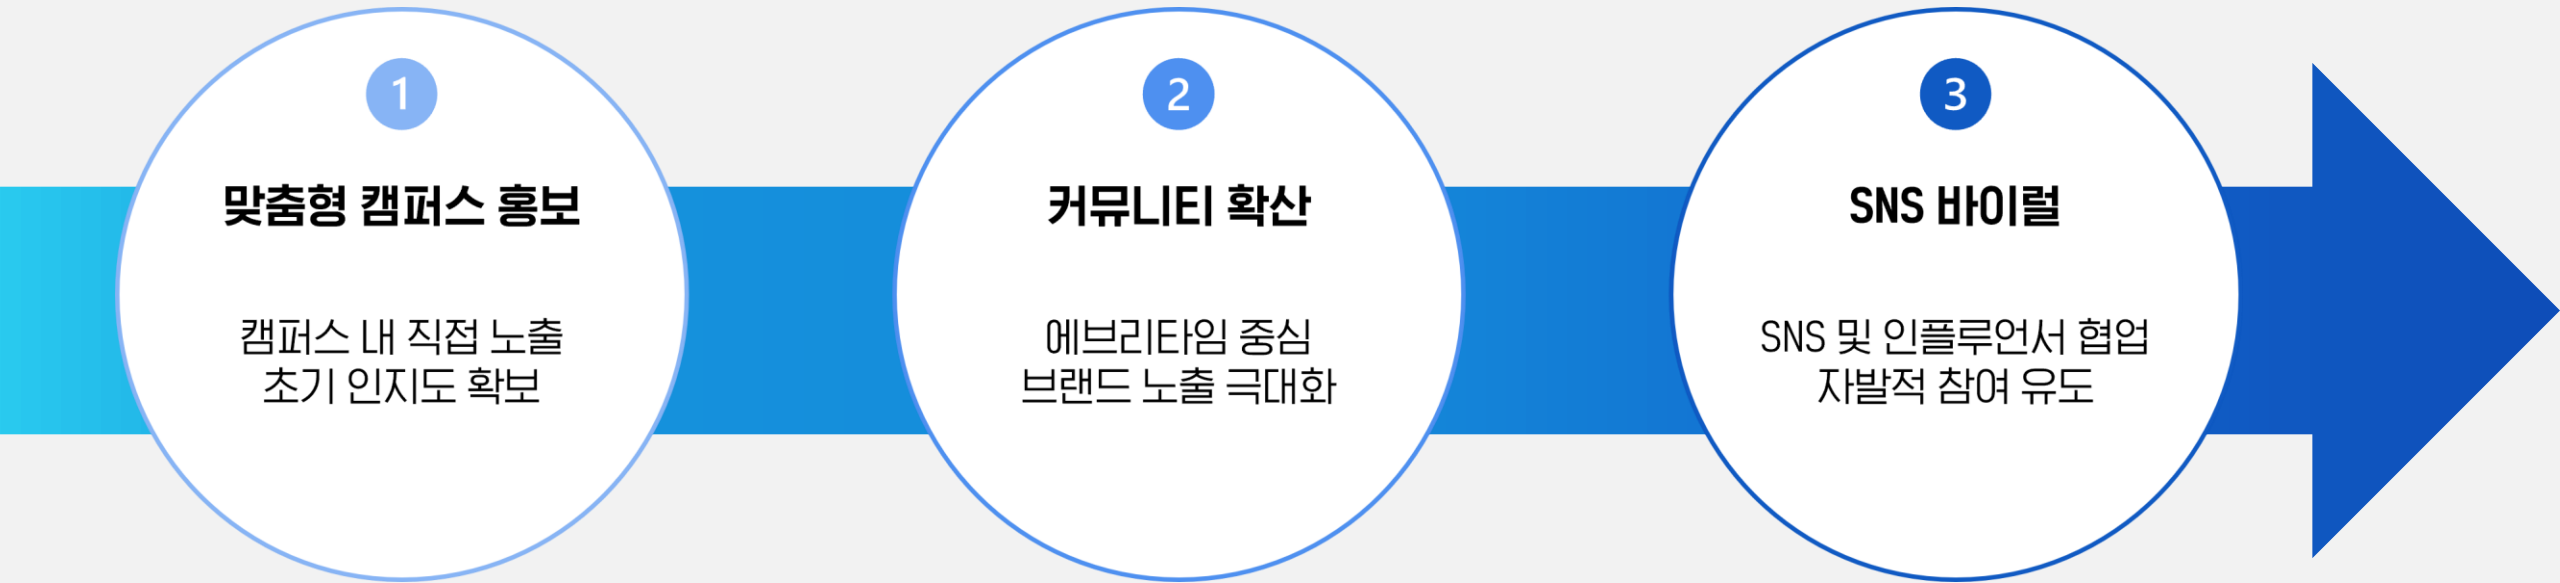 1
맞춤형 캠퍼스 홍보
캠퍼스 내 직접 노출
초기 인지도 확보
2
커뮤니티 확산
에브리타임 중심
브랜드 노출 극대화
3
SNS 바이럴
SNS 및 인플루언서 협업
자발적 참여 유도